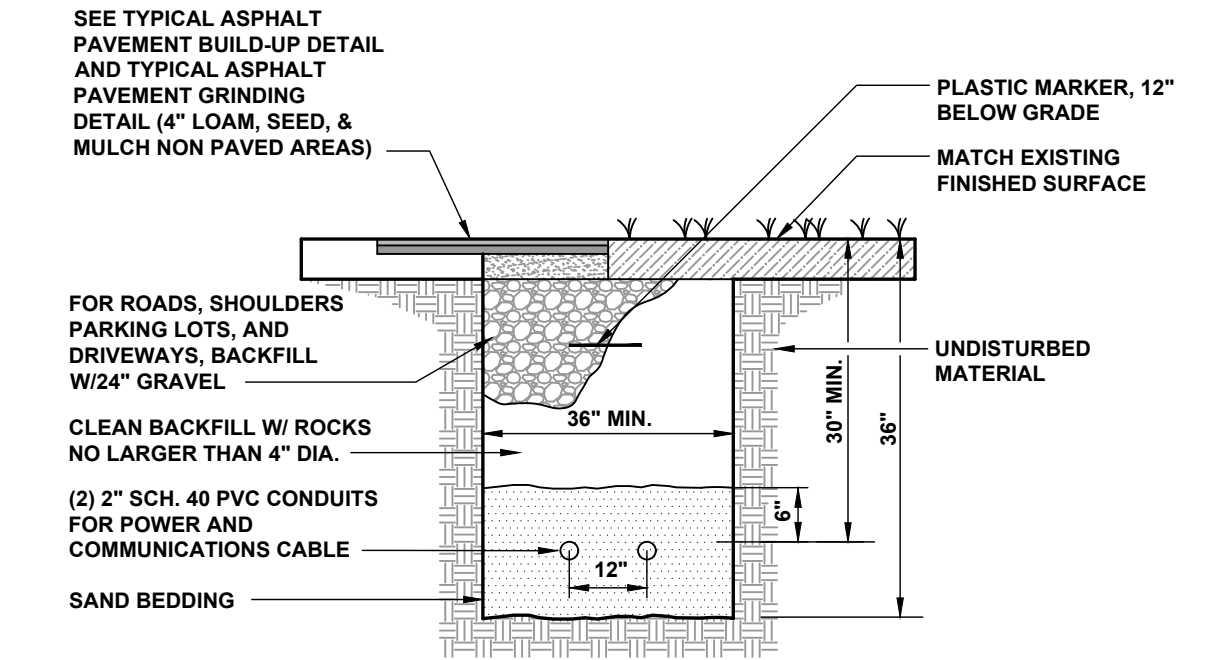 SEE TYPICAL ASPHALT
PAVEMENT BUILD-UP DETAIL
AND TYPICAL ASPHALT
PAVEMENT GRINDING
DETAIL (4" LOAM, SEED, &
MULCH NON PAVED AREAS)
PLASTIC MARKER, 12"
BELOW GRADE
MATCH EXISTING
FINISHED SURFACE
FOR ROADS, SHOULDERS
PARKING LOTS, AND
DRIVEWAYS, BACKFILL
W/24" GRAVEL
UNDISTURBED
MATERIAL
36" MIN.
30" MIN.
36"
CLEAN BACKFILL W/ ROCKS
NO LARGER THAN 4" DIA.
(2) 2" SCH. 40 PVC CONDUITS
FOR POWER AND
COMMUNICATIONS CABLE
6"
12"
SAND BEDDING